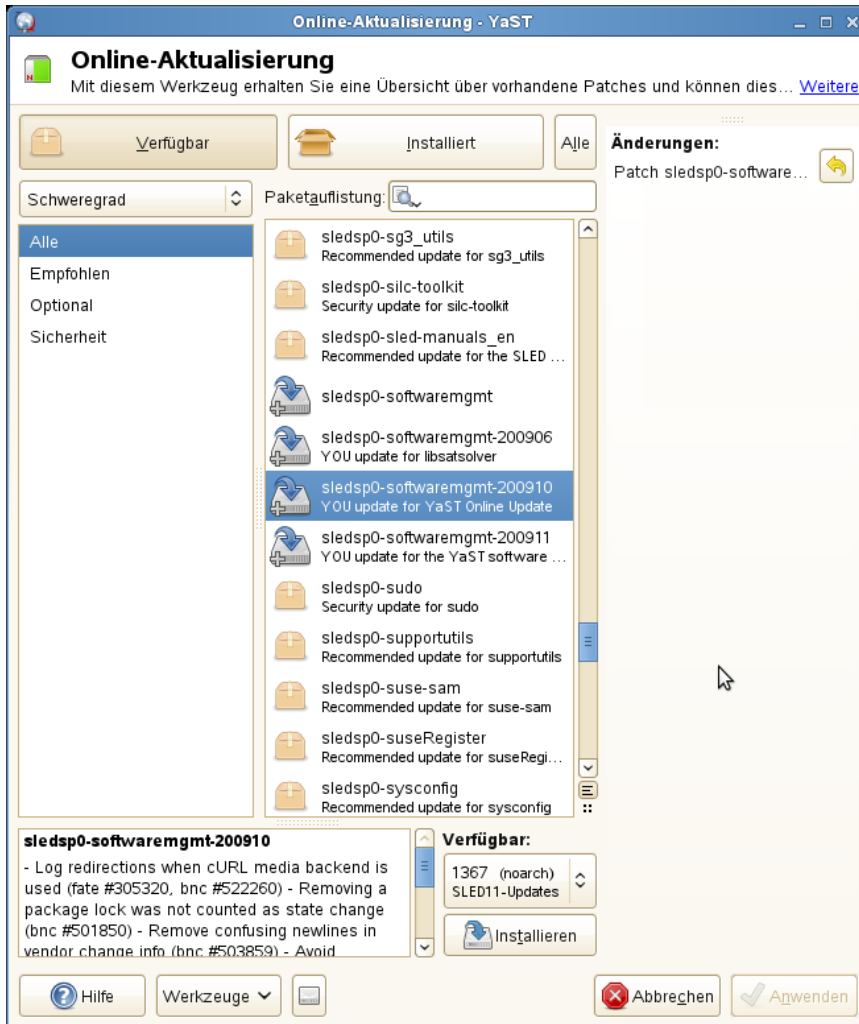 Online-Aktualisierung - YaST
Online-Aktualisierung
Mit diesem Werkzeug erhalten Sie eine Übersicht über vorhandene Patches und können dies... Weitere
Verfügbar
Installiert
Alle
Schweregrad
Paketauflistung:
Alle
Empfohlen
Optional
Sicherheit
sledsp0-sg3_utils
Recommended update for sg3_utils
sledsp0-silc-toolkit
Security update for silc-toolkit
sledsp0-sled-manuals_en
Recommended update for the SLED ...
sledsp0-softwaremgmt
sledsp0-softwaremgmt-200906
YOU update for libsatsolver
sledsp0-softwaremgmt-200910
YOU update for YaST Online Update
sledsp0-softwaremgmt-200911
YOU update for the YaST software ...
sledsp0-sudo
Security update for sudo
sledsp0-supportutils
Recommended update for supportutils
sledsp0-suse-sam
Recommended update for suse-sam
sledsp0-suseRegister
Recommended update for suseRegi...
sledsp0-sysconfig
Recommended update for sysconfig
Änderungen:
Patch sledsp0-software...
sledsp0-softwaremgmt-200910
- Log redirections when cURL media backend is
used (fate #305320, bnc #522260) - Removing a
package lock was not counted as state change
(bnc #501850) - Remove confusing newlines in
vendor change info (bnc #503859) - Avoid
Verfügbar:
1367 (noarch)
SLED11-Updates
Installieren
Hilfe
Werkzeuge
Abbrechen
Anwenden